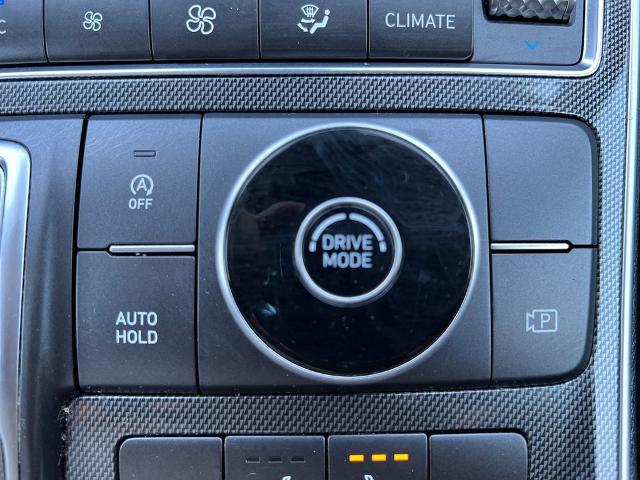 C
CLIMATE
A
OFF
DRIVE
MODE
AUTO
HOLD
P